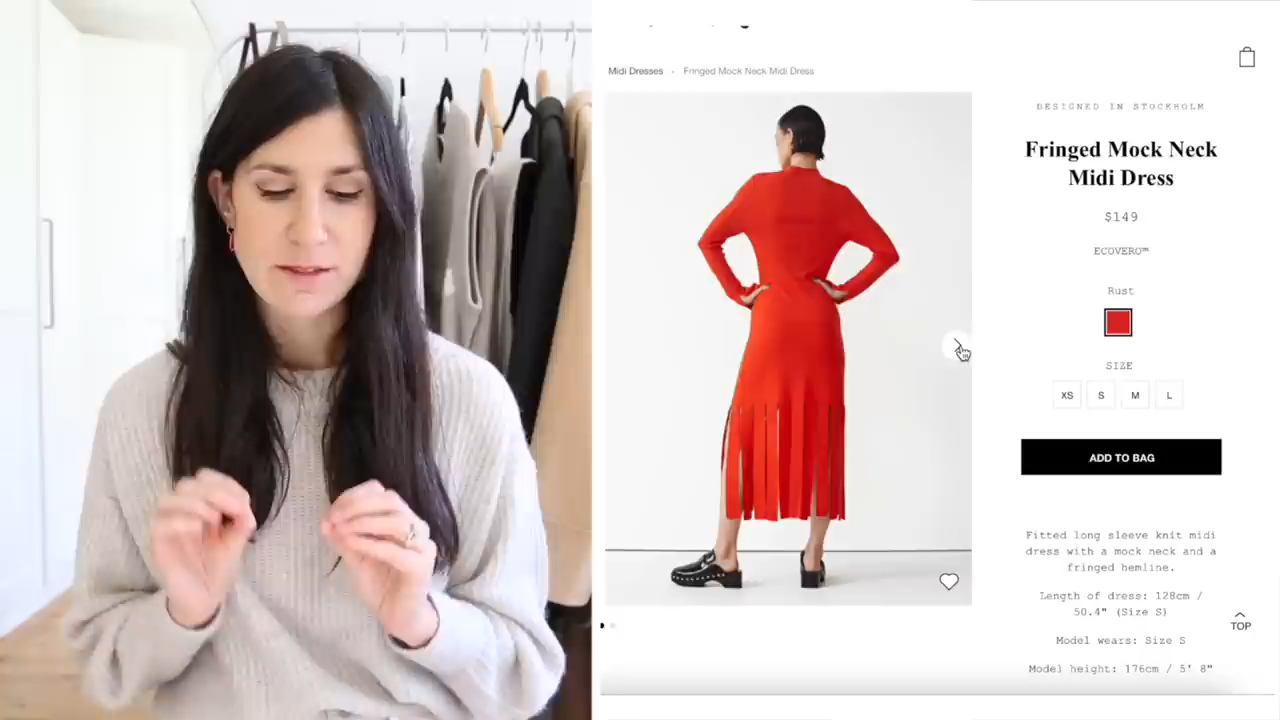 Midi Dresses - Fringed Mock Neck Midi Dress
DESIGNED IN STOCKHOLM
Fringed Mock Neck
Midi Dress
$149
ECOVERO™
Rust
SIZE
XS S M L
ADD TO BAG
Fitted long sleeve knit midi
dress with a mock neck and a
fringed hemline.
Length of dress: 128cm /
50.4" (Size S)
Model wears: Size S
Model height: 176cm / 5' 8"
TOP